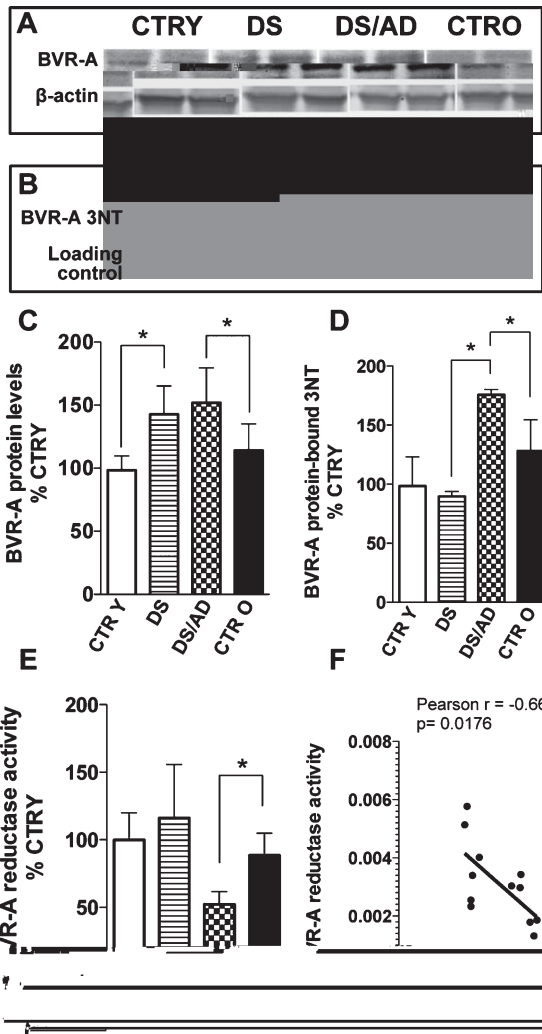 A
CTRY DS DS/AD CTRO
BVR-A
β-actin
B
BVR-A 3NT
Loading
control
C
BVR-A protein levels
% CTRY
200
150
100
50
0
*
*
CTR Y
DS
DS/AD
CTR O
D
BVR-A protein-bound 3NT
% CTRY
200
150
100
50
0
*
*
CTR Y
DS
DS/AD
CTR O
E
VR-A reductase activity
% CTRY
200
150
100
50
*
F
Pearson r = -0.66
p= 0.0176
VR-A reductase activity
0.008
0.006
0.004
0.002